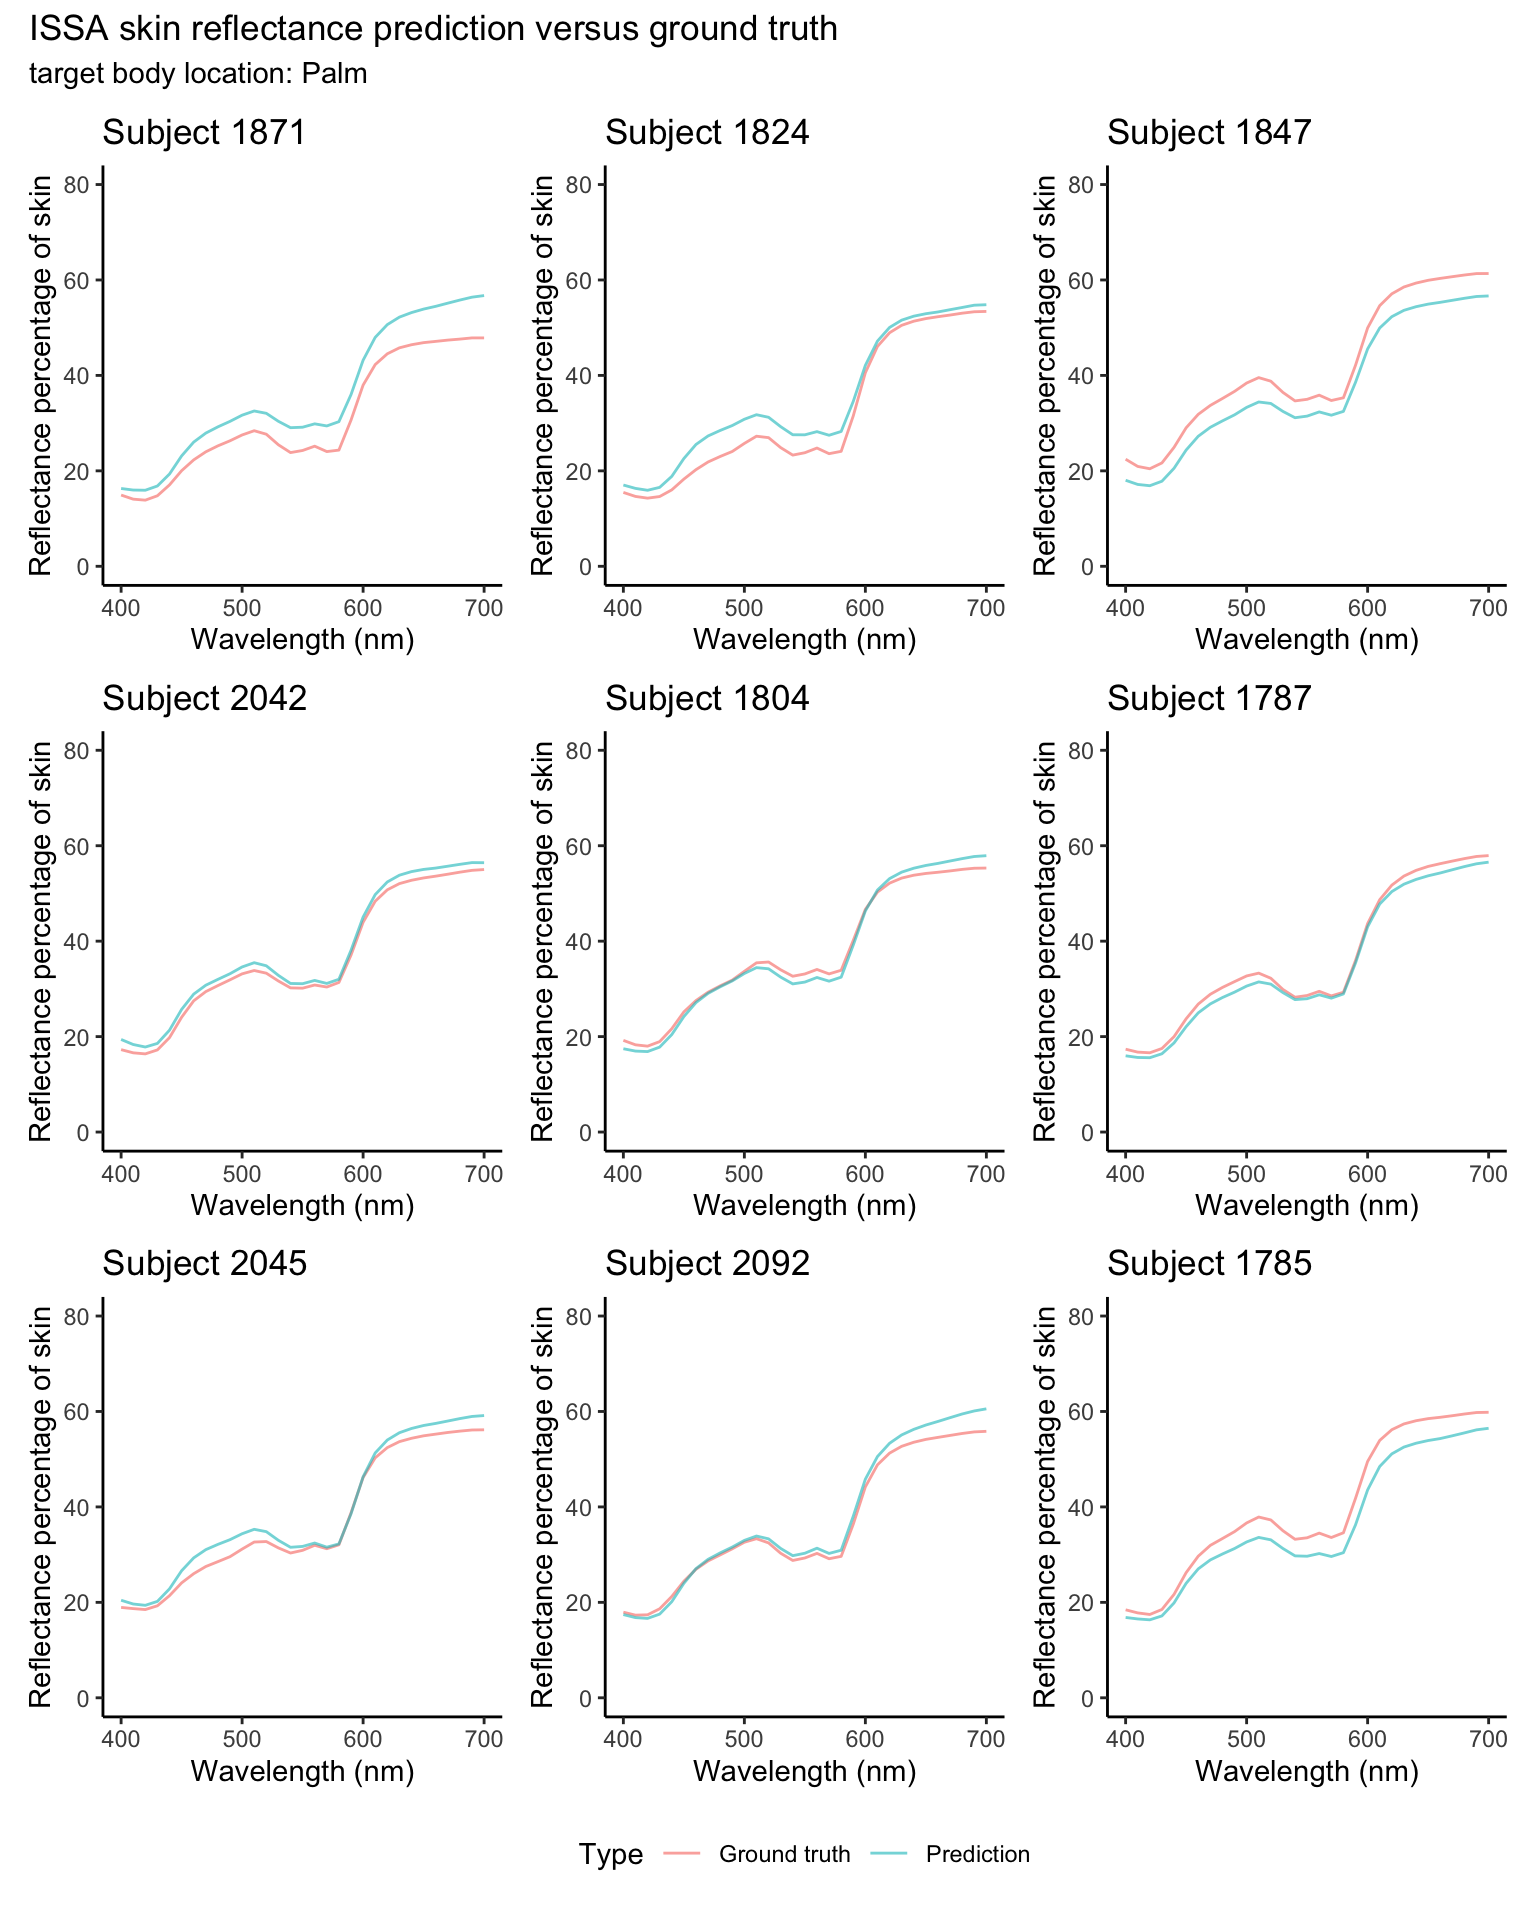 ISSA skin reflectance prediction versus ground truth
target body location: Palm
Subject 1871
Reflectance percentage of skin
80
60
40
20
0
400 500 600 700
Wavelength (nm)
Subject 1824
Reflectance percentage of skin
80
60
40
20
0
400 500 600 700
Wavelength (nm)
Subject 1847
Reflectance percentage of skin
80
60
40
20
0
400 500 600 700
Wavelength (nm)
Subject 2042
Reflectance percentage of skin
80
60
40
20
0
400 500 600 700
Wavelength (nm)
Subject 1804
Reflectance percentage of skin
80
60
40
20
0
400 500 600 700
Wavelength (nm)
Subject 1787
Reflectance percentage of skin
80
60
40
20
0
400 500 600 700
Wavelength (nm)
Subject 2045
Reflectance percentage of skin
80
60
40
20
0
400 500 600 700
Wavelength (nm)
Subject 2092
Reflectance percentage of skin
80
60
40
20
0
400 500 600 700
Wavelength (nm)
Subject 1785
Reflectance percentage of skin
80
60
40
20
0
400 500 600 700
Wavelength (nm)
Type Ground truth Prediction